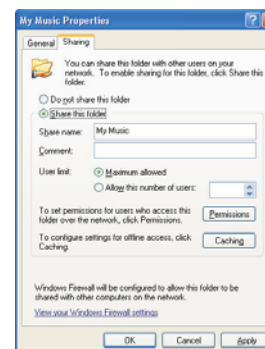 My Music Properties
General Sharing
You can share this folder with other users on your
network. To enable sharing for this folder, click Share this
folder.
Do not share this folder
Share this folder
Share name: My Music
Comment:
User limit: Maximum allowed
Allow this number of users:
To set permissions for users who access this
folder over the network, click Permissions.
Permissions
To configure settings for offline access, click
Caching.
Caching
Windows Firewall will be configured to allow this folder to be
shared with other computers on the network.
View your Windows Firewall settings
OK Cancel Apply